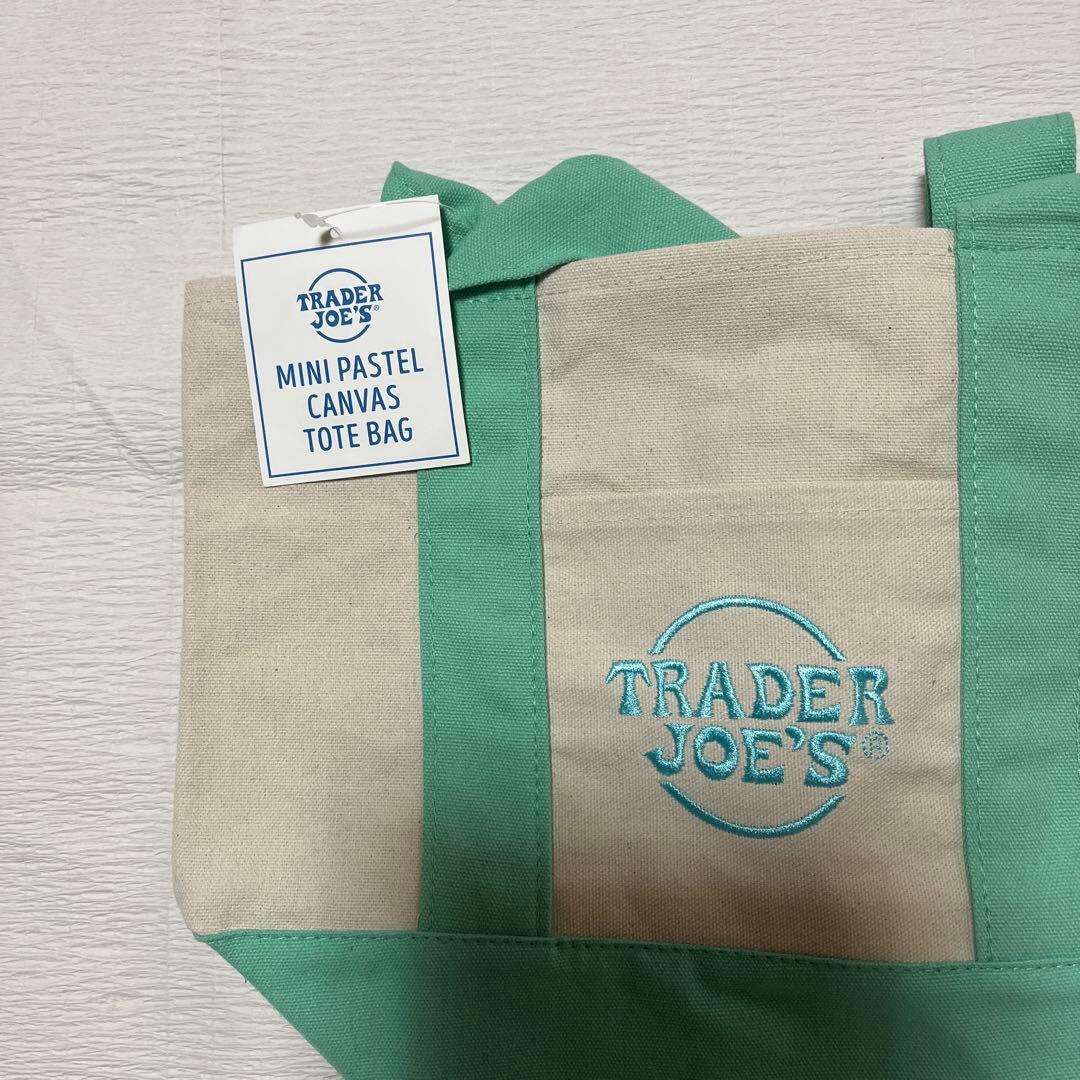 TRADER
JOE'S®
MINI PASTEL
CANVAS
TOTE BAG
TRADER
JOE'S®